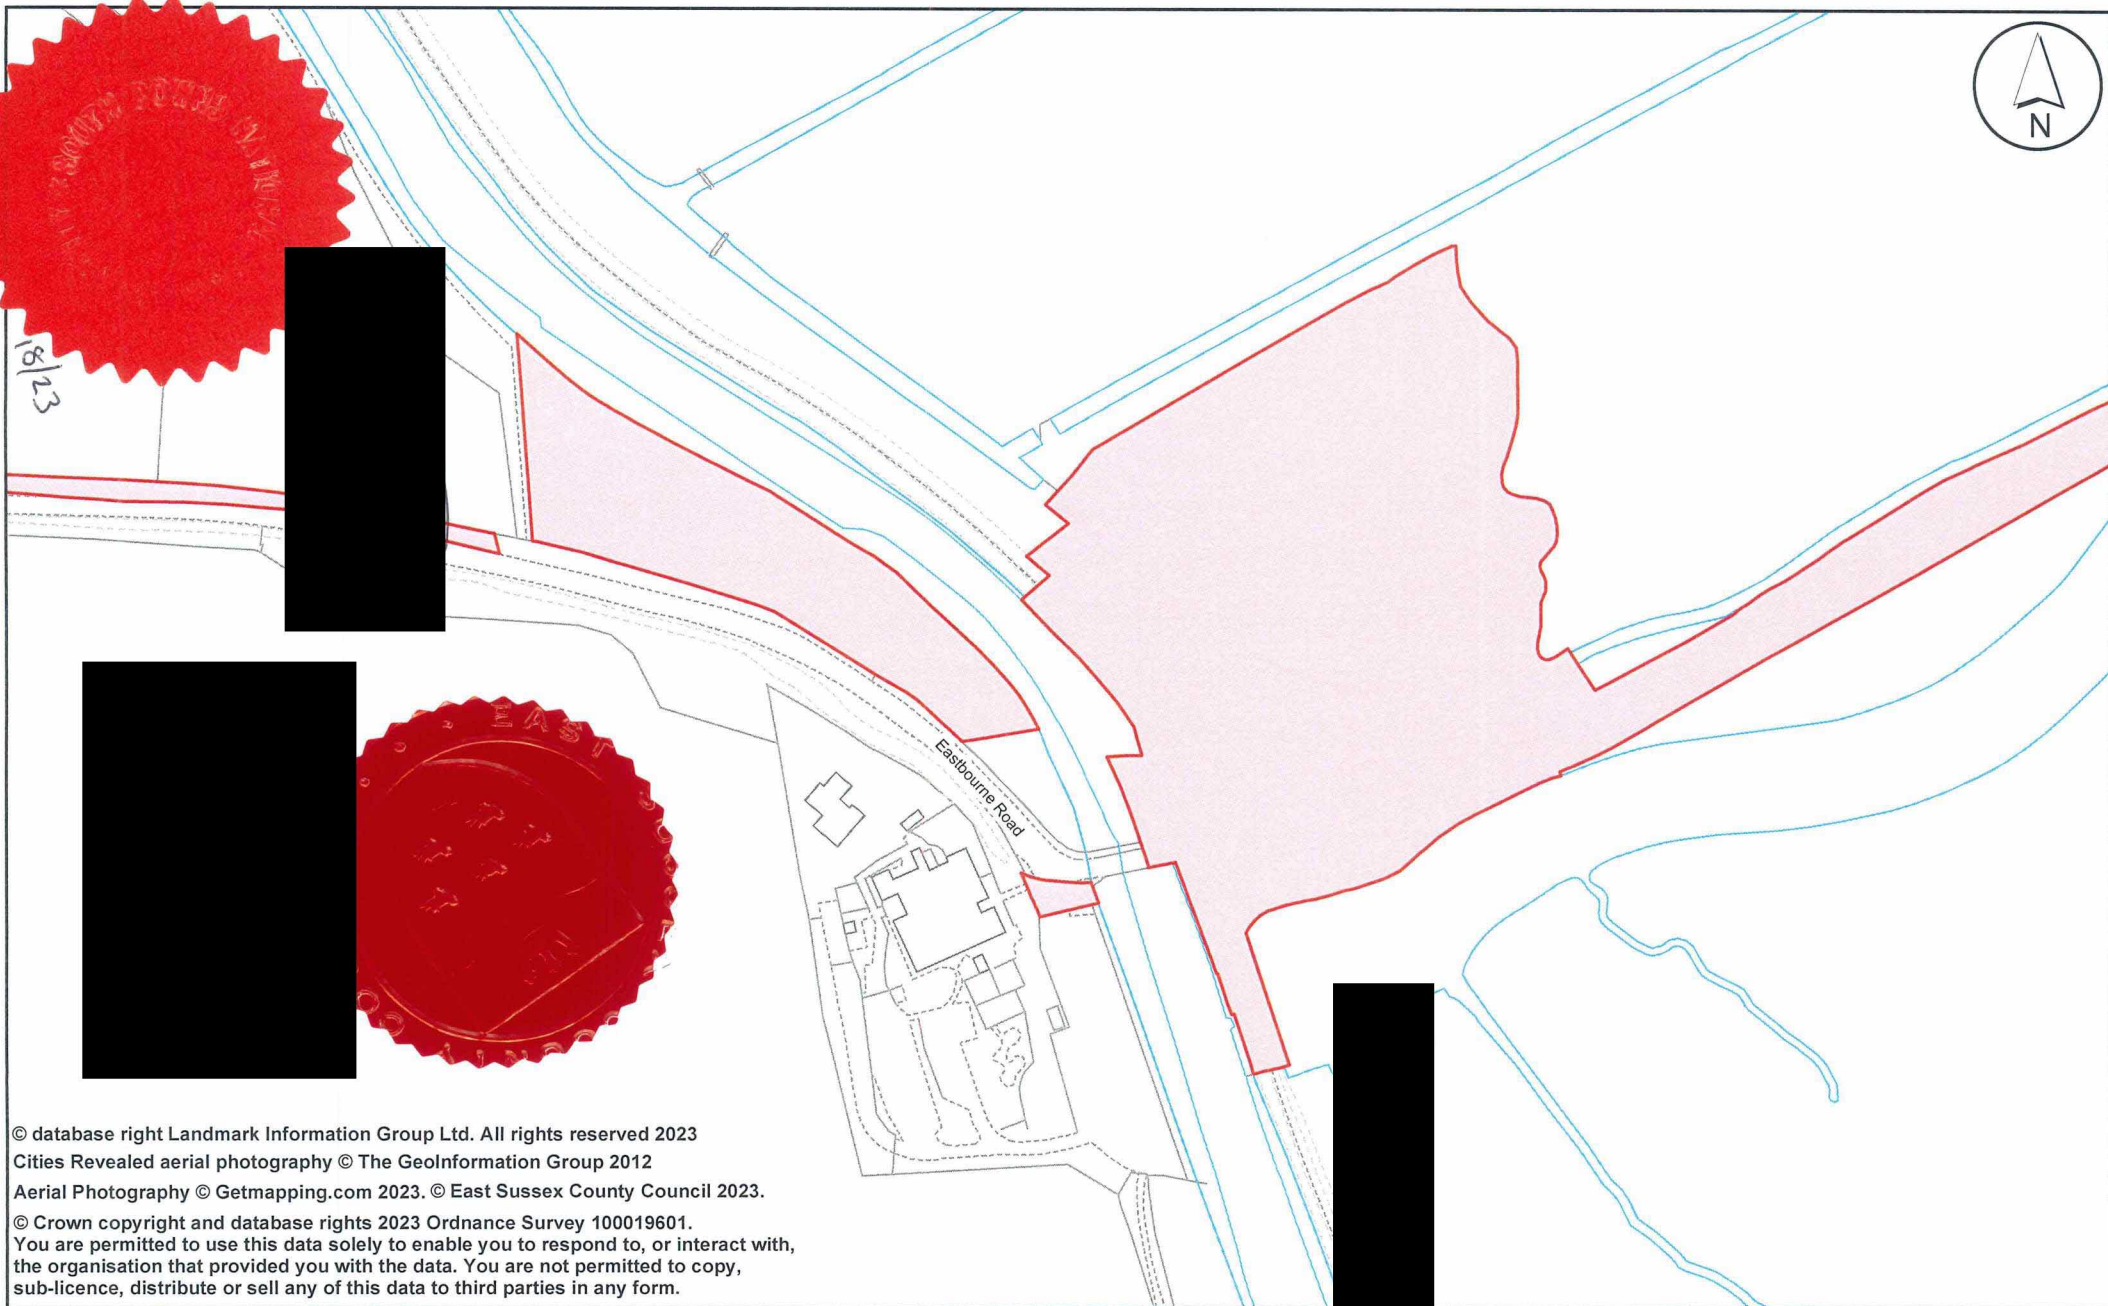 N
18/23
EAST
Eastbourne Road
© database right Landmark Information Group Ltd. All rights reserved 2023
Cities Revealed aerial photography © The GeoInformation Group 2012
Aerial Photography © Getmapping.com 2023. © East Sussex County Council 2023.
© Crown copyright and database rights 2023 Ordnance Survey 100019601.
You are permitted to use this data solely to enable you to respond to, or interact with,
the organisation that provided you with the data. You are not permitted to copy,
sub-licence, distribute or sell any of this data to third parties in any form.